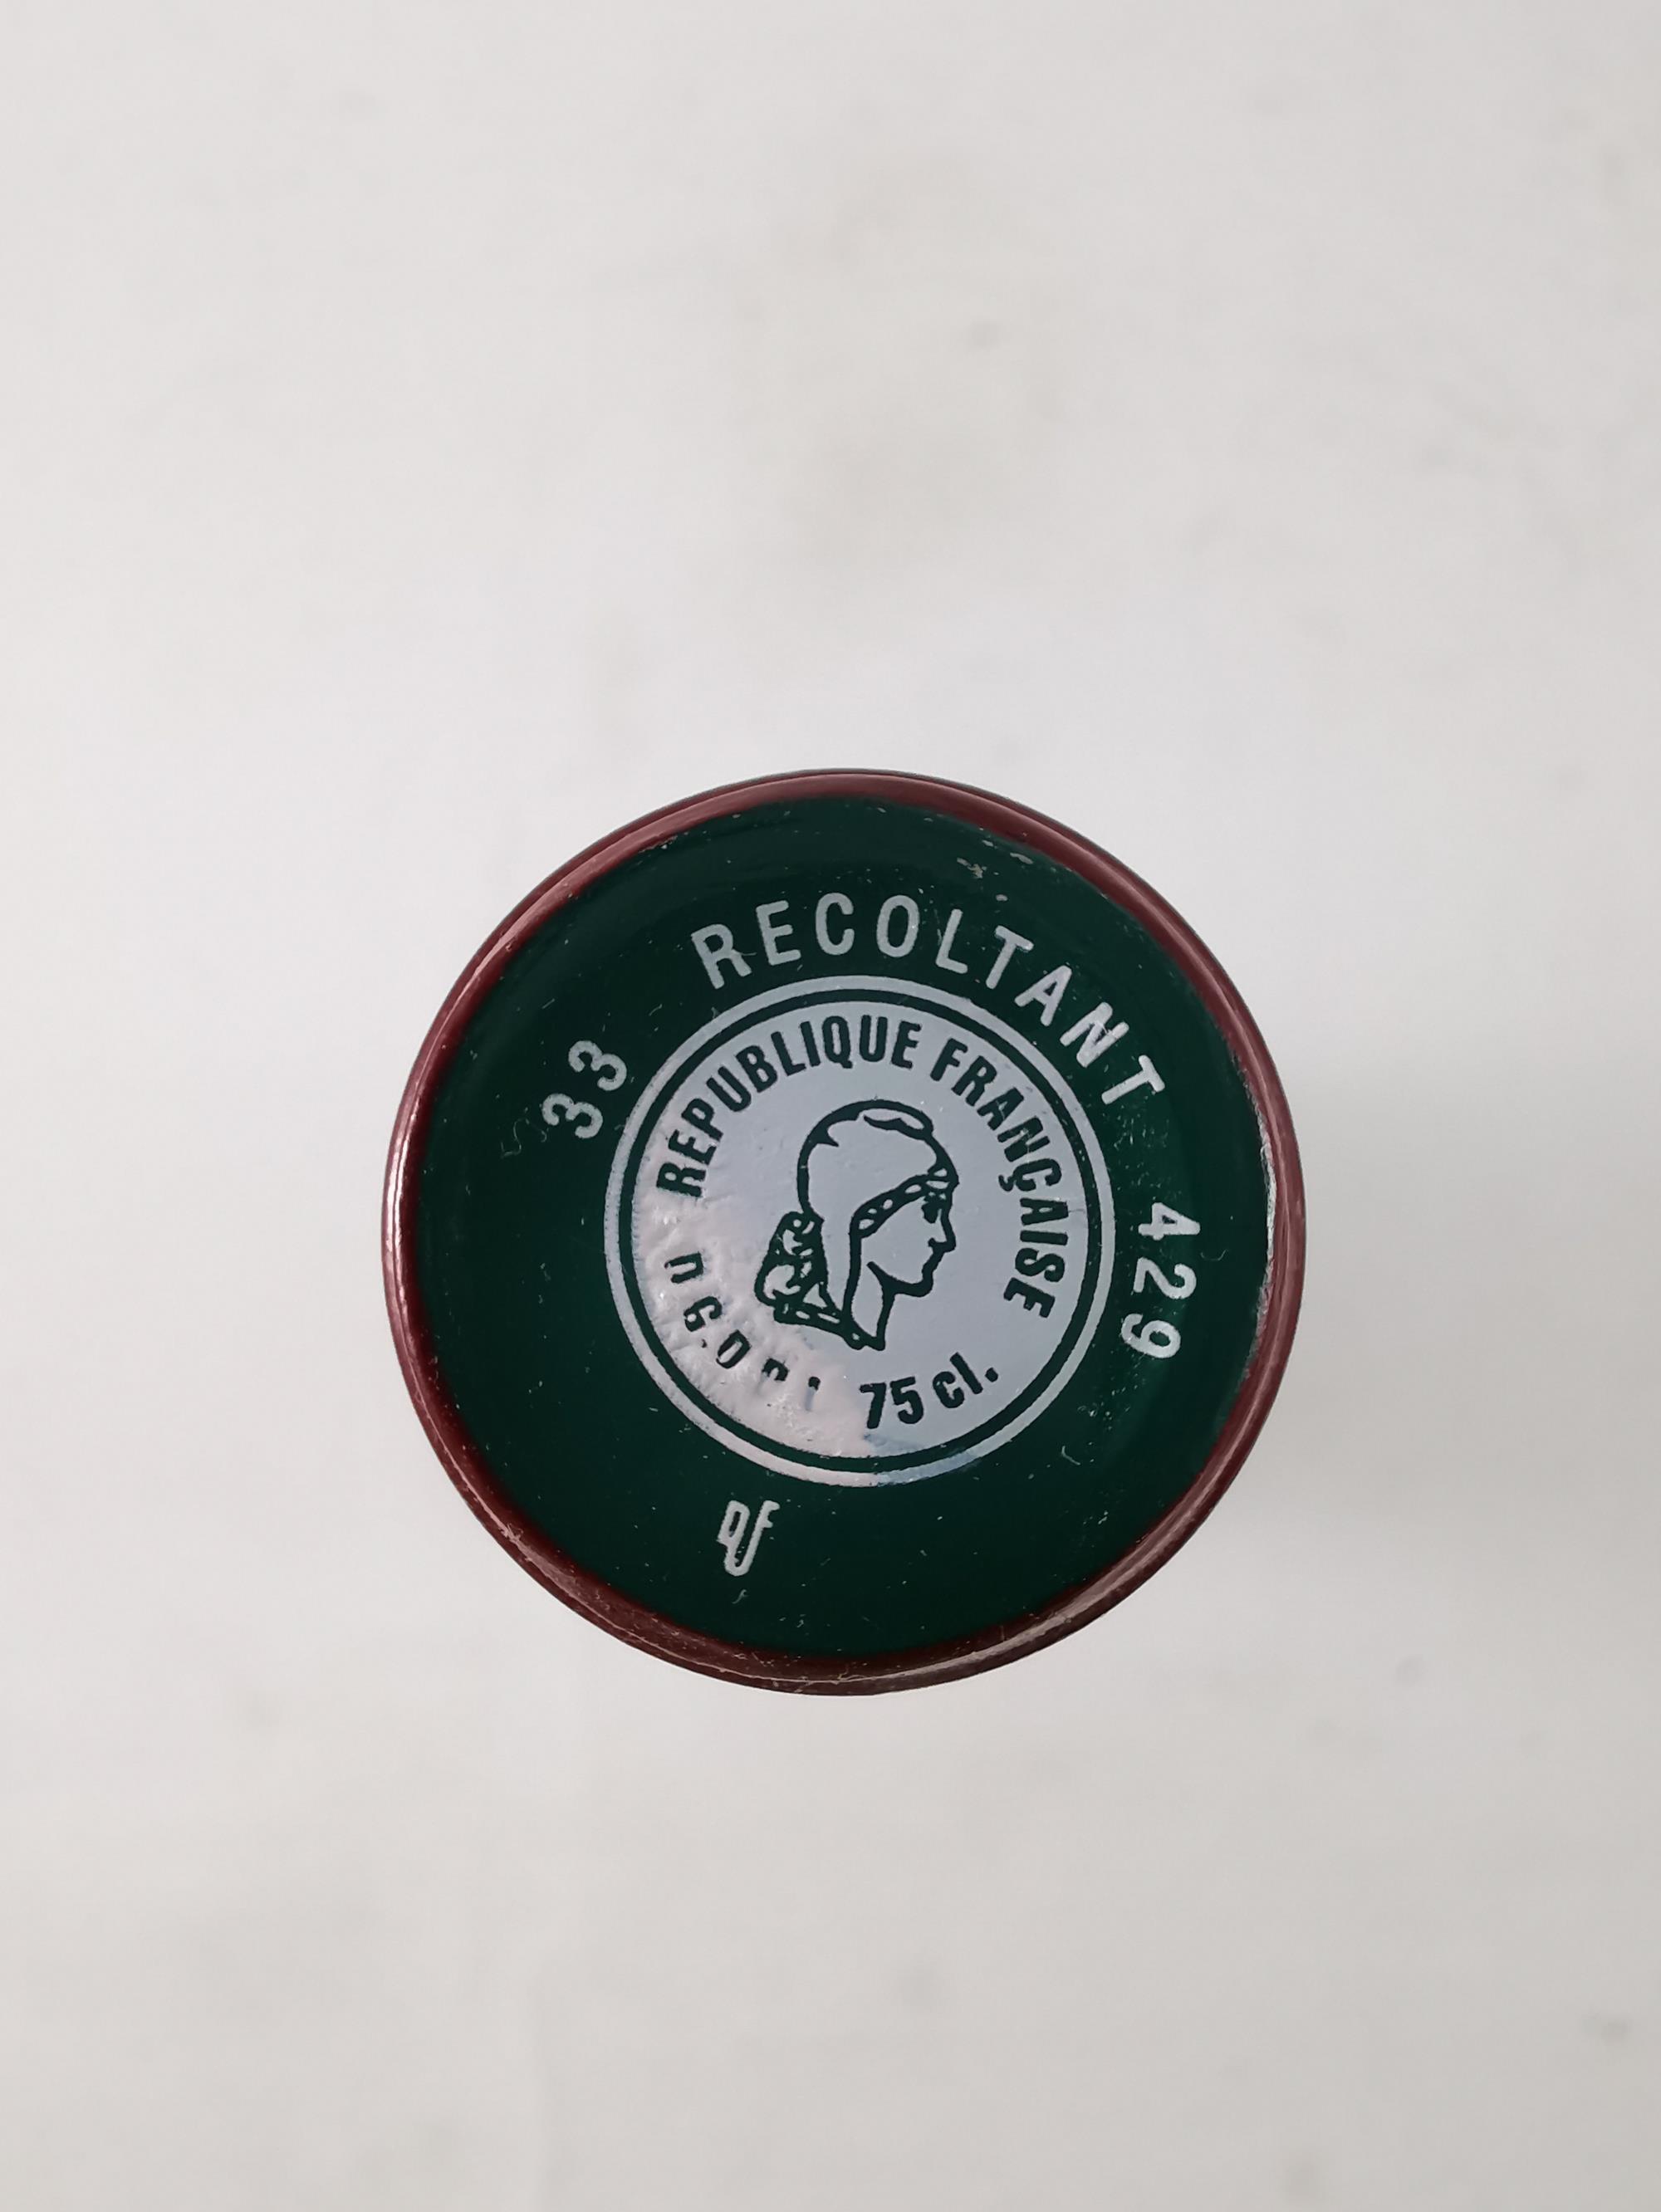 33 RECOLTANT 429
REPUBLIQUE FRANÇAISE
75 cl.